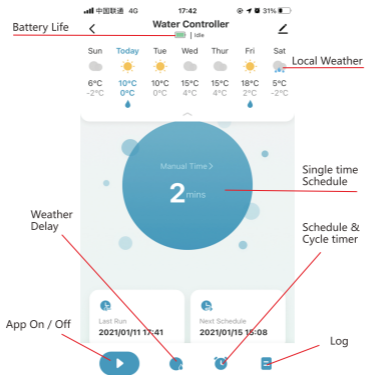 中国联通 4G 17:42 31%
Battery Life
Water Controller
Idle
Sun Today Tue Wed Thur Fri Sat
Local Weather
6°C 10°C 10°C 15°C 15°C 18°C 5°C
-2°C 0°C 0°C 4°C 4°C 2°C -2°C
Manual Time >
Single time
Schedule
2 mins
Weather
Delay
Schedule &
Cycle timer
App On / Off
Last Run
2021/01/11 17:41
Next Schedule
2021/01/15 15:08
Log